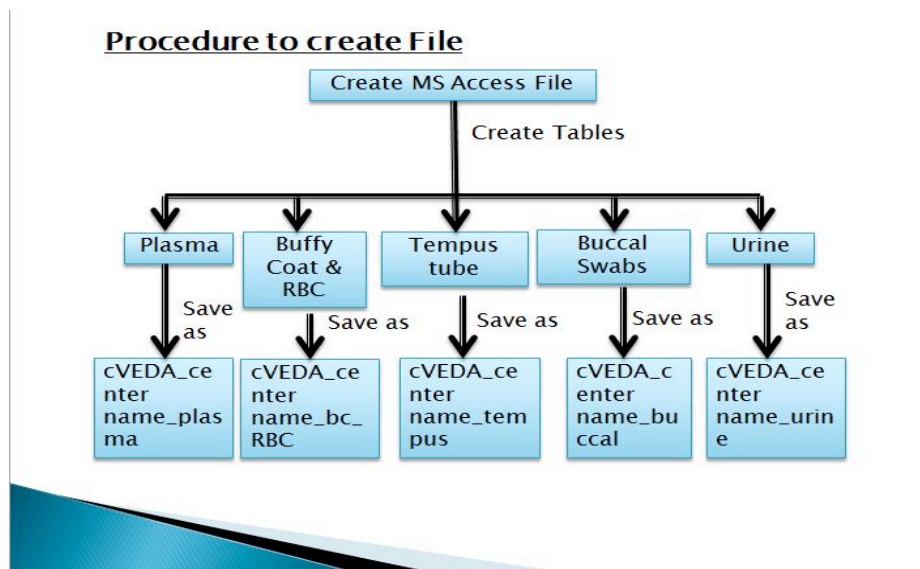 Procedure to create File
Create MS Access File
Create Tables
Plasma
Buffy
Coat &
RBC
Tempus
tube
Buccal
Swabs
Urine
Save
as
Save as
Save as
Save as
Save
as
cVEDA_ce
nter
name_plas
ma
cVEDA_ce
nter
name_bc_
RBC
cVEDA_ce
nter
name_tem
pus
cVEDA_c
enter
name_bu
ccal
cVEDA_ce
nter
name_urin
e